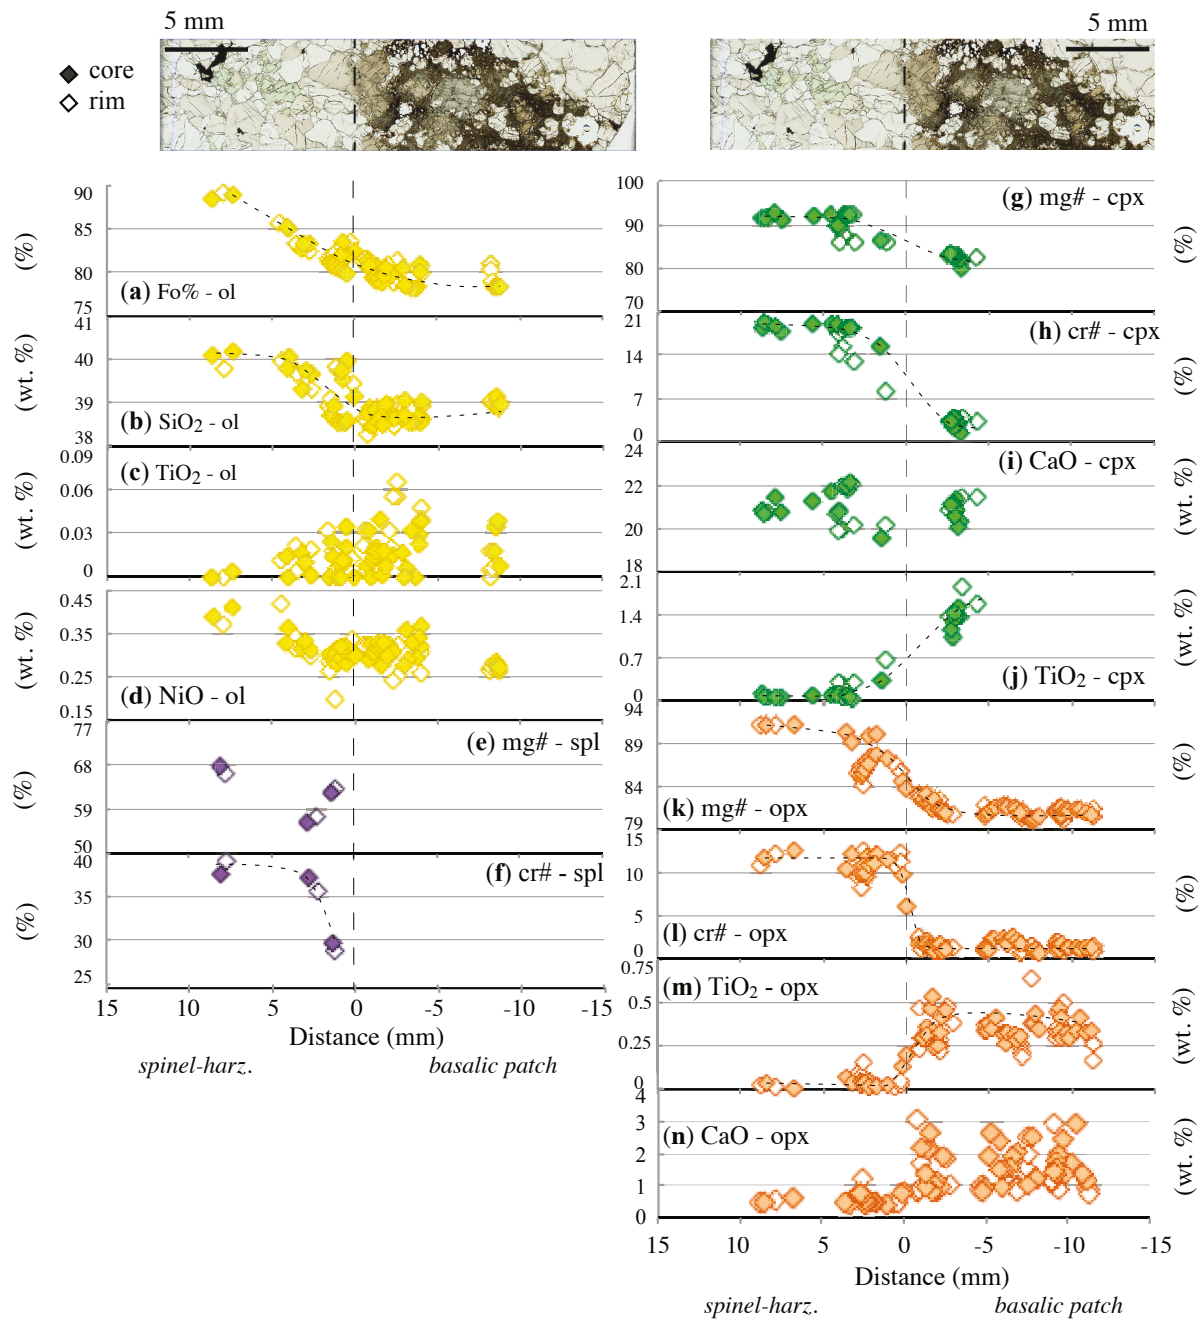 5 mm
5 mm
core
rim
90
85
80
75
(%)
(a) Fo% - ol
41
40
39
38
(wt. %)
(b) SiO2 - ol
0.09
0.06
0.03
0
(wt. %)
(c) TiO2 - ol
0.45
0.35
0.25
0.15
(wt. %)
(d) NiO - ol
77
68
59
50
(%)
(e) mg# - spl
40
35
30
25
(%)
(f) cr# - spl
15 10 5 0 -5 -10 -15
Distance (mm)
spinel-harz.
basalic patch
100
90
80
70
(%)
(g) mg# - cpx
21
14
7
0
(%)
(h) cr# - cpx
24
22
20
18
(wt. %)
(i) CaO - cpx
2.1
1.4
0.7
0
(wt. %)
(j) TiO2 - cpx
94
89
84
79
(%)
(k) mg# - opx
15
10
5
0
(%)
(l) cr# - opx
0.75
0.5
0.25
0
(wt. %)
(m) TiO2 - opx
4
3
2
1
0
(wt. %)
(n) CaO - opx
15 10 5 0 -5 -10 -15
Distance (mm)
spinel-harz.
basalic patch